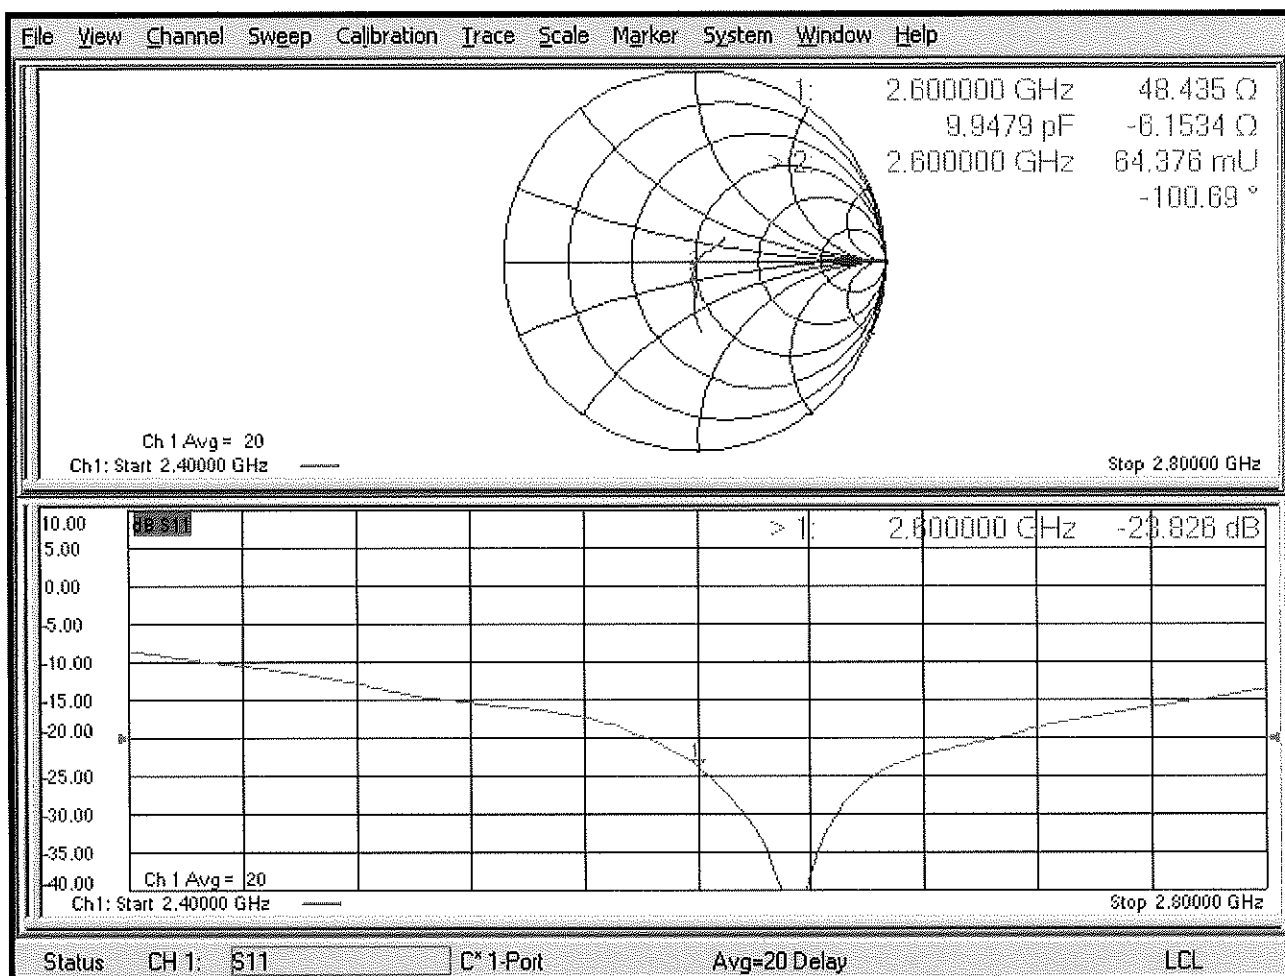 File View Channel Sweep Calibration Trace Scale Marker System Window Help
1: 2.600000 GHz 48.435 Ω
9.9479 pF -6.1534 Ω
> 2: 2.600000 GHz 64.376 mU
-100.69 °
Ch 1 Avg = 20
Ch1: Start 2.40000 GHz
Stop 2.80000 GHz
10.00
dB S11
> 1: 2.600000 GHz -23.826 dB
5.00
0.00
-5.00
-10.00
-15.00
-20.00
1
-25.00
-30.00
-35.00
-40.00
Ch 1 Avg = 20
Ch1: Start 2.40000 GHz
Stop 2.80000 GHz
Status CH 1: S11 C* 1-Port Avg=20 Delay LCL